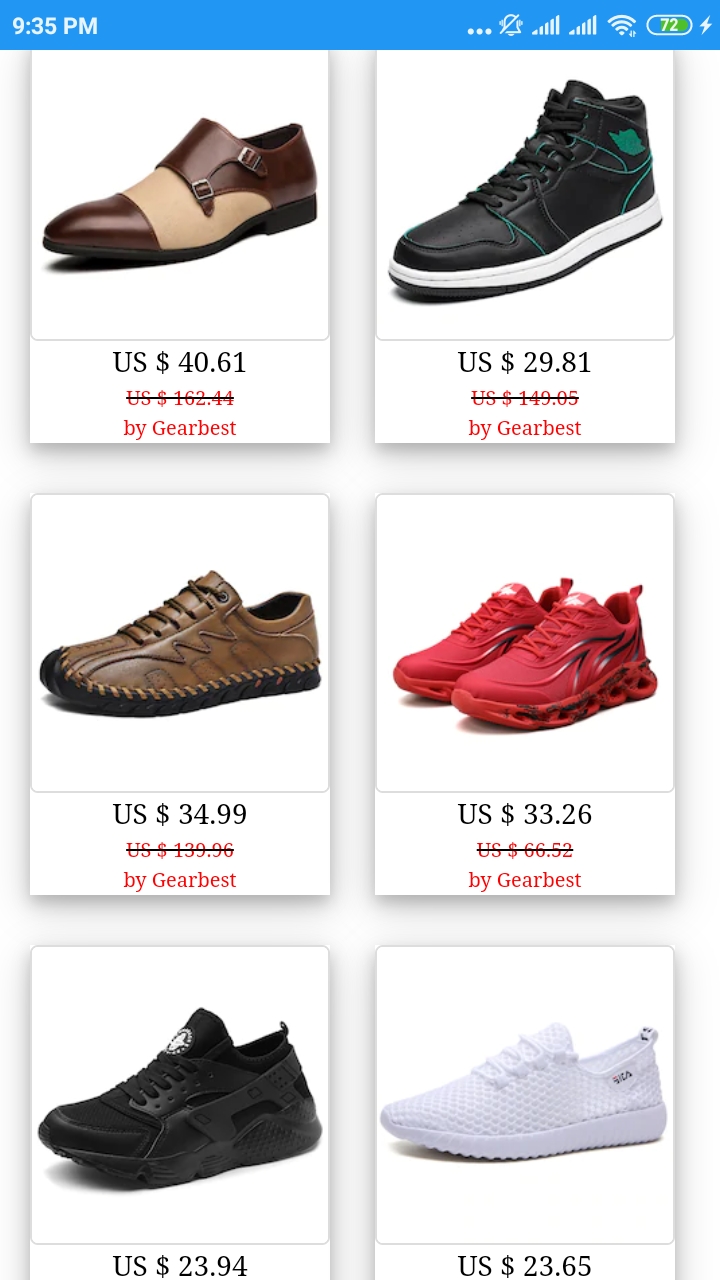 9:35 PM
72
US $ 40.61
US $ 29.81
US $ 162.44
US $ 149.05
by Gearbest
by Gearbest
US $ 34.99
US $ 33.26
US $ 139.96
US $ 66.52
by Gearbest
by Gearbest
US $ 23.94
US $ 23.65